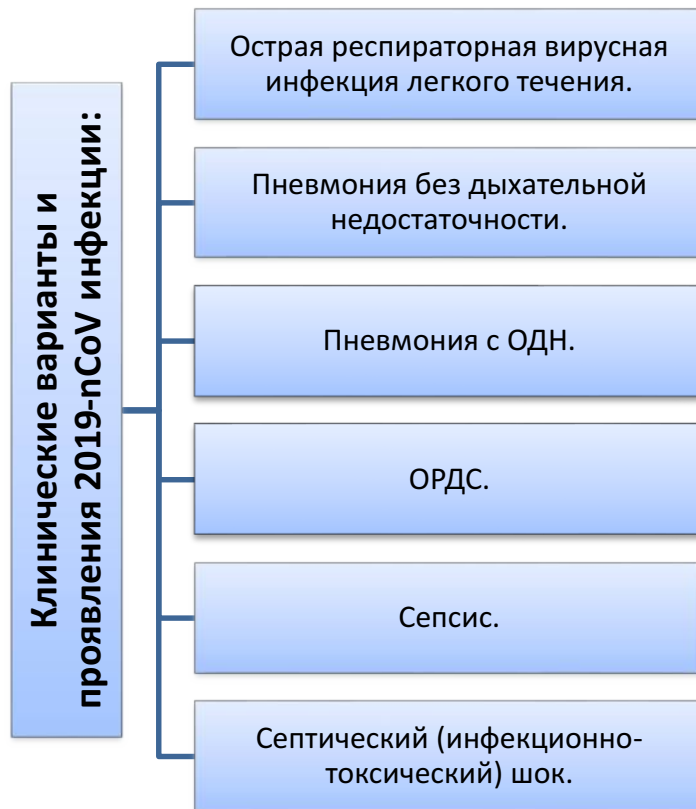 Клинические варианты и
проявления 2019-nCoV инфекции:
Острая респираторная вирусная
инфекция легкого течения.
Пневмония без дыхательной
недостаточности.
Пневмония с ОДН.
ОРДС.
Сепсис.
Септический (инфекционно-
токсический) шок.